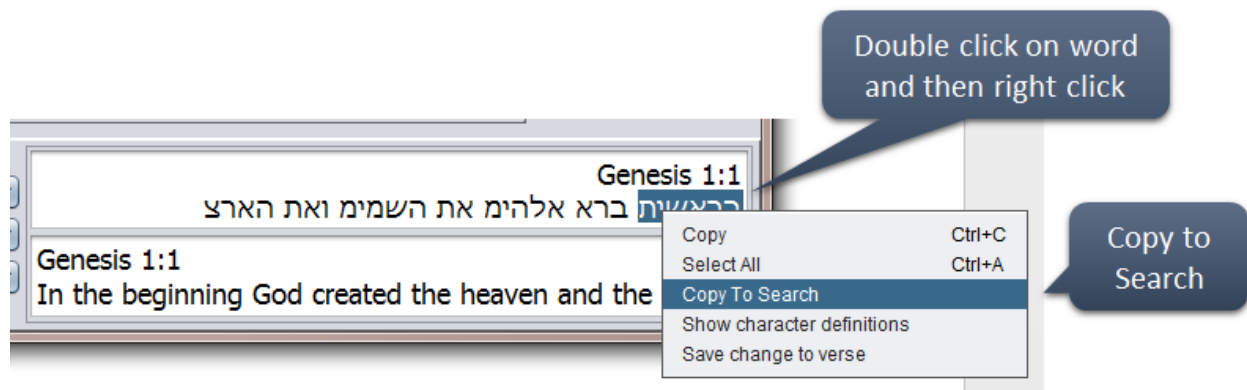 Double click on word
and then right click
Genesis 1:1
בראשית ברא אלהימ את השמימ ואת הארצ
Genesis 1:1
In the beginning God created the heaven and the
Copy Ctrl+C
Select All Ctrl+A
Copy To Search
Show character definitions
Save change to verse
Copy to
Search